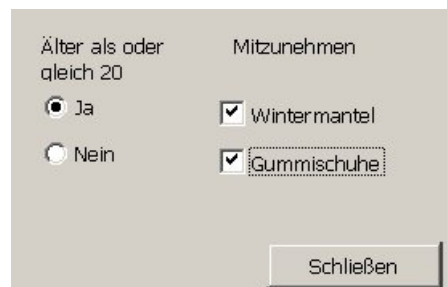 Älter als oder
gleich 20
Ja
Nein
Mitzunehmen
Wintermantel
Gummischuhe
Schließen